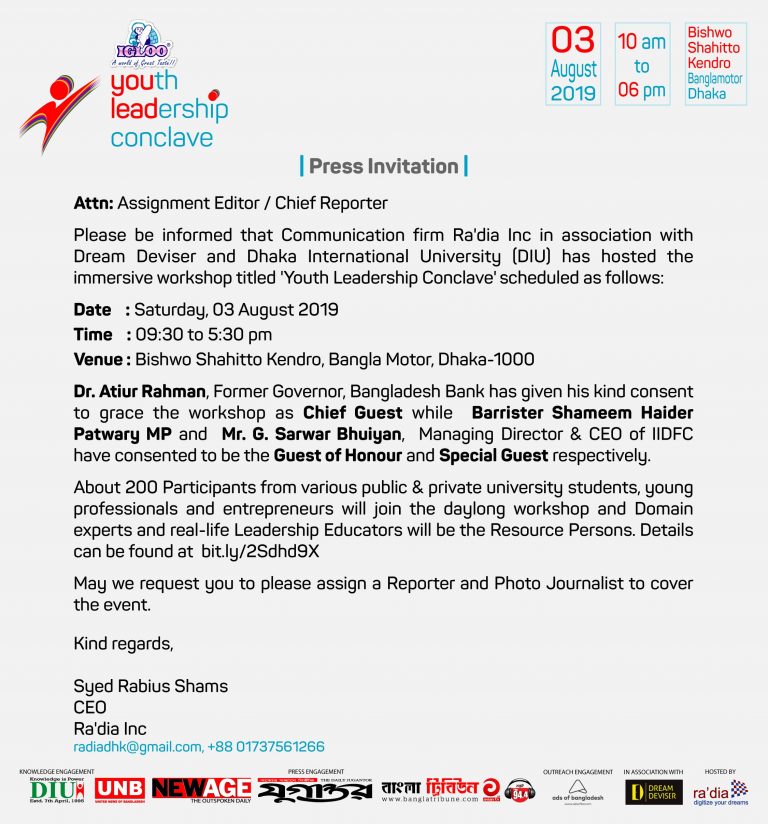 IGLOO
A world of Great Taste!!
youth
leadership
conclave
03
August
2019
10 am
to
06 pm
Bishwo
Shahitto
Kendro
Banglamotor
Dhaka
| Press Invitation |
Attn: Assignment Editor / Chief Reporter
Please be informed that Communication firm Ra'dia Inc in association with
Dream Deviser and Dhaka International University (DIU) has hosted the
immersive workshop titled 'Youth Leadership Conclave' scheduled as follows:
Date : Saturday, 03 August 2019
Time : 09:30 to 5:30 pm
Venue : Bishwo Shahitto Kendro, Bangla Motor, Dhaka-1000
Dr. Atiur Rahman, Former Governor, Bangladesh Bank has given his kind consent
to grace the workshop as Chief Guest while Barrister Shameem Haider
Patwary MP and Mr. G. Sarwar Bhuiyan, Managing Director & CEO of IIDFC
have consented to be the Guest of Honour and Special Guest respectively.
About 200 Participants from various public & private university students, young
professionals and entrepreneurs will join the daylong workshop and Domain
experts and real-life Leadership Educators will be the Resource Persons. Details
can be found at bit.ly/2Sdhd9X
May we request you to please assign a Reporter and Photo Journalist to cover
the event.
Kind regards,
Syed Rabius Shams
CEO
Ra'dia Inc
radiadhk@gmail.com, +88 01737561266
KNOWLEDGE ENGAGEMENT
Knowledge is Power
DIU
Estd. 7th April, 1995
UNB
UNITED NEWS OF BANGLADESH
NEWAGE
THE OUTSPOKEN DAILY
PRESS ENGAGEMENT
THE DAILY JUGANTOR
যুগান্তর
বাংলা ট্রিবিউন
www.banglatribune.com
94.4
OUTREACH ENGAGEMENT
ads of bangladesh
IN ASSOCIATION WITH
D DREAM
DEVISER
HOSTED BY
ra'dia
digitize your dreams